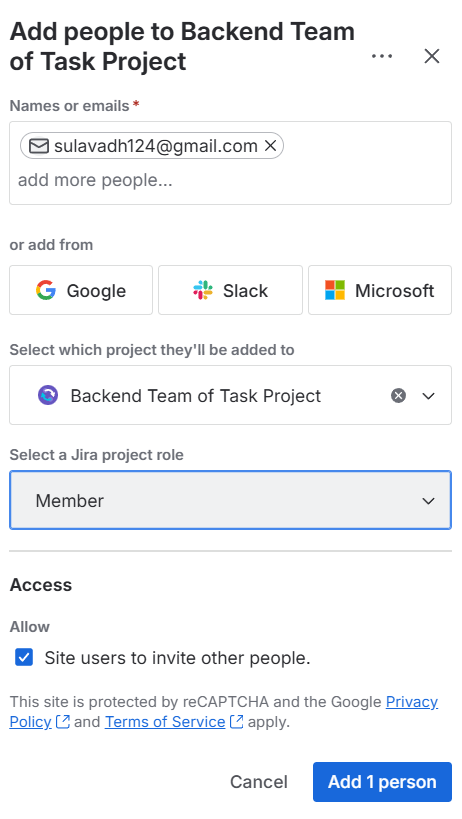 Add people to Backend Team
of Task Project
Names or emails *
sulavadh124@gmail.com
add more people...
or add from
Google
Slack
Microsoft
Select which project they'll be added to
Backend Team of Task Project
Select a Jira project role
Member
Access
Allow
Site users to invite other people.
This site is protected by reCAPTCHA and the Google Privacy
Policy and Terms of Service apply.
Cancel
Add 1 person